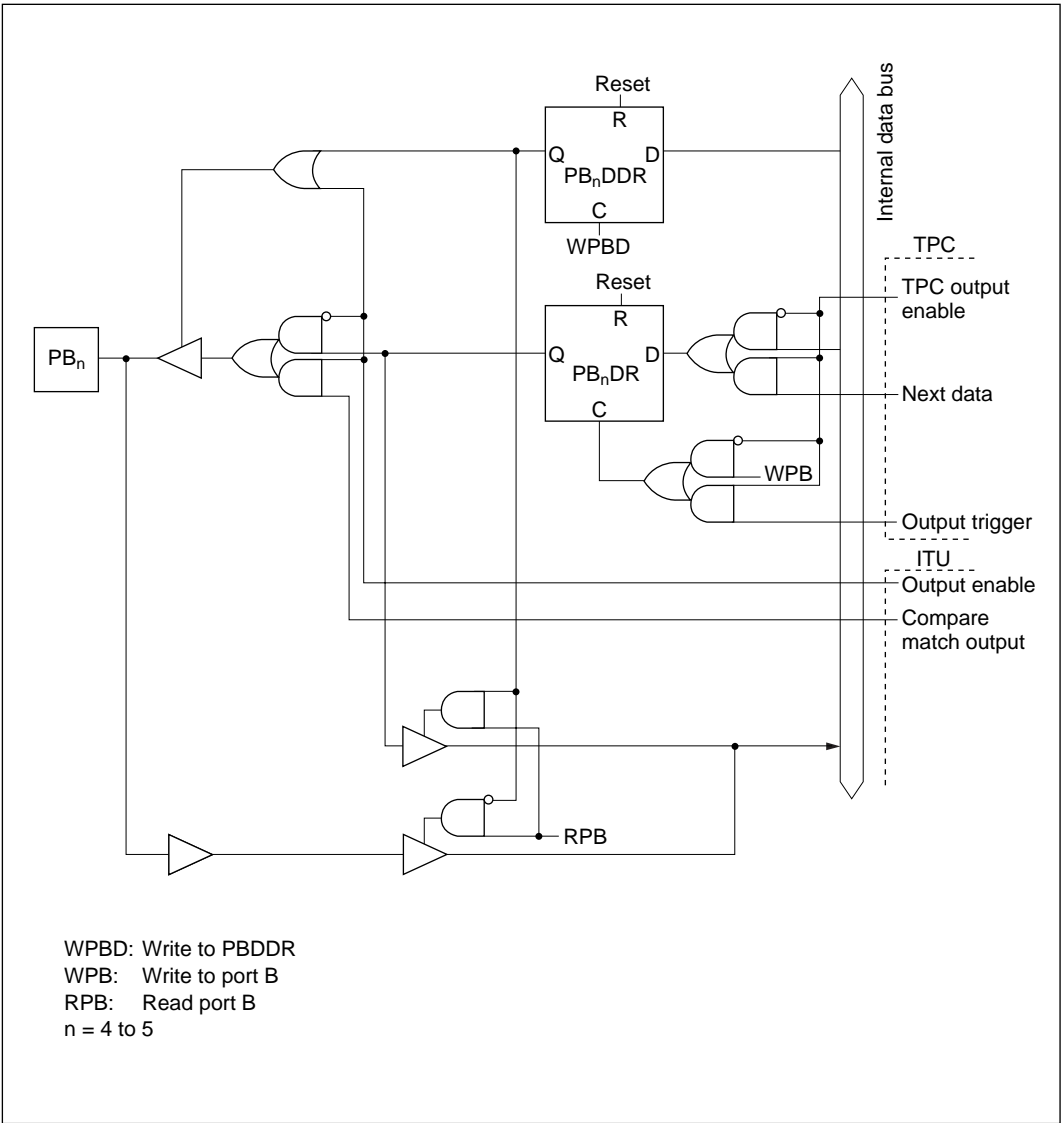 Reset
R
Q D
PBnDDR
C
WPBD
Internal data bus
TPC
TPC output
enable
Reset
R
Q D
PBnDR
C
PBn
Next data
WPB
Output trigger
ITU
Output enable
Compare
match output
RPB
WPBD: Write to PBDDR
WPB: Write to port B
RPB: Read port B
n = 4 to 5